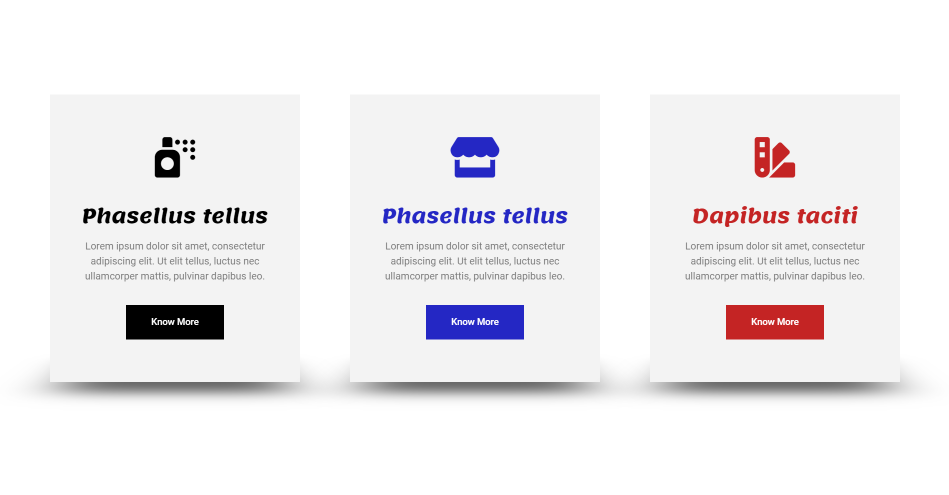 Phasellus tellus
Lorem ipsum dolor sit amet, consectetur
adipiscing elit. Ut elit tellus, luctus nec
ullamcorper mattis, pulvinar dapibus leo.
Know More
Phasellus tellus
Lorem ipsum dolor sit amet, consectetur
adipiscing elit. Ut elit tellus, luctus nec
ullamcorper mattis, pulvinar dapibus leo.
Know More
Dapibus taciti
Lorem ipsum dolor sit amet, consectetur
adipiscing elit. Ut elit tellus, luctus nec
ullamcorper mattis, pulvinar dapibus leo.
Know More